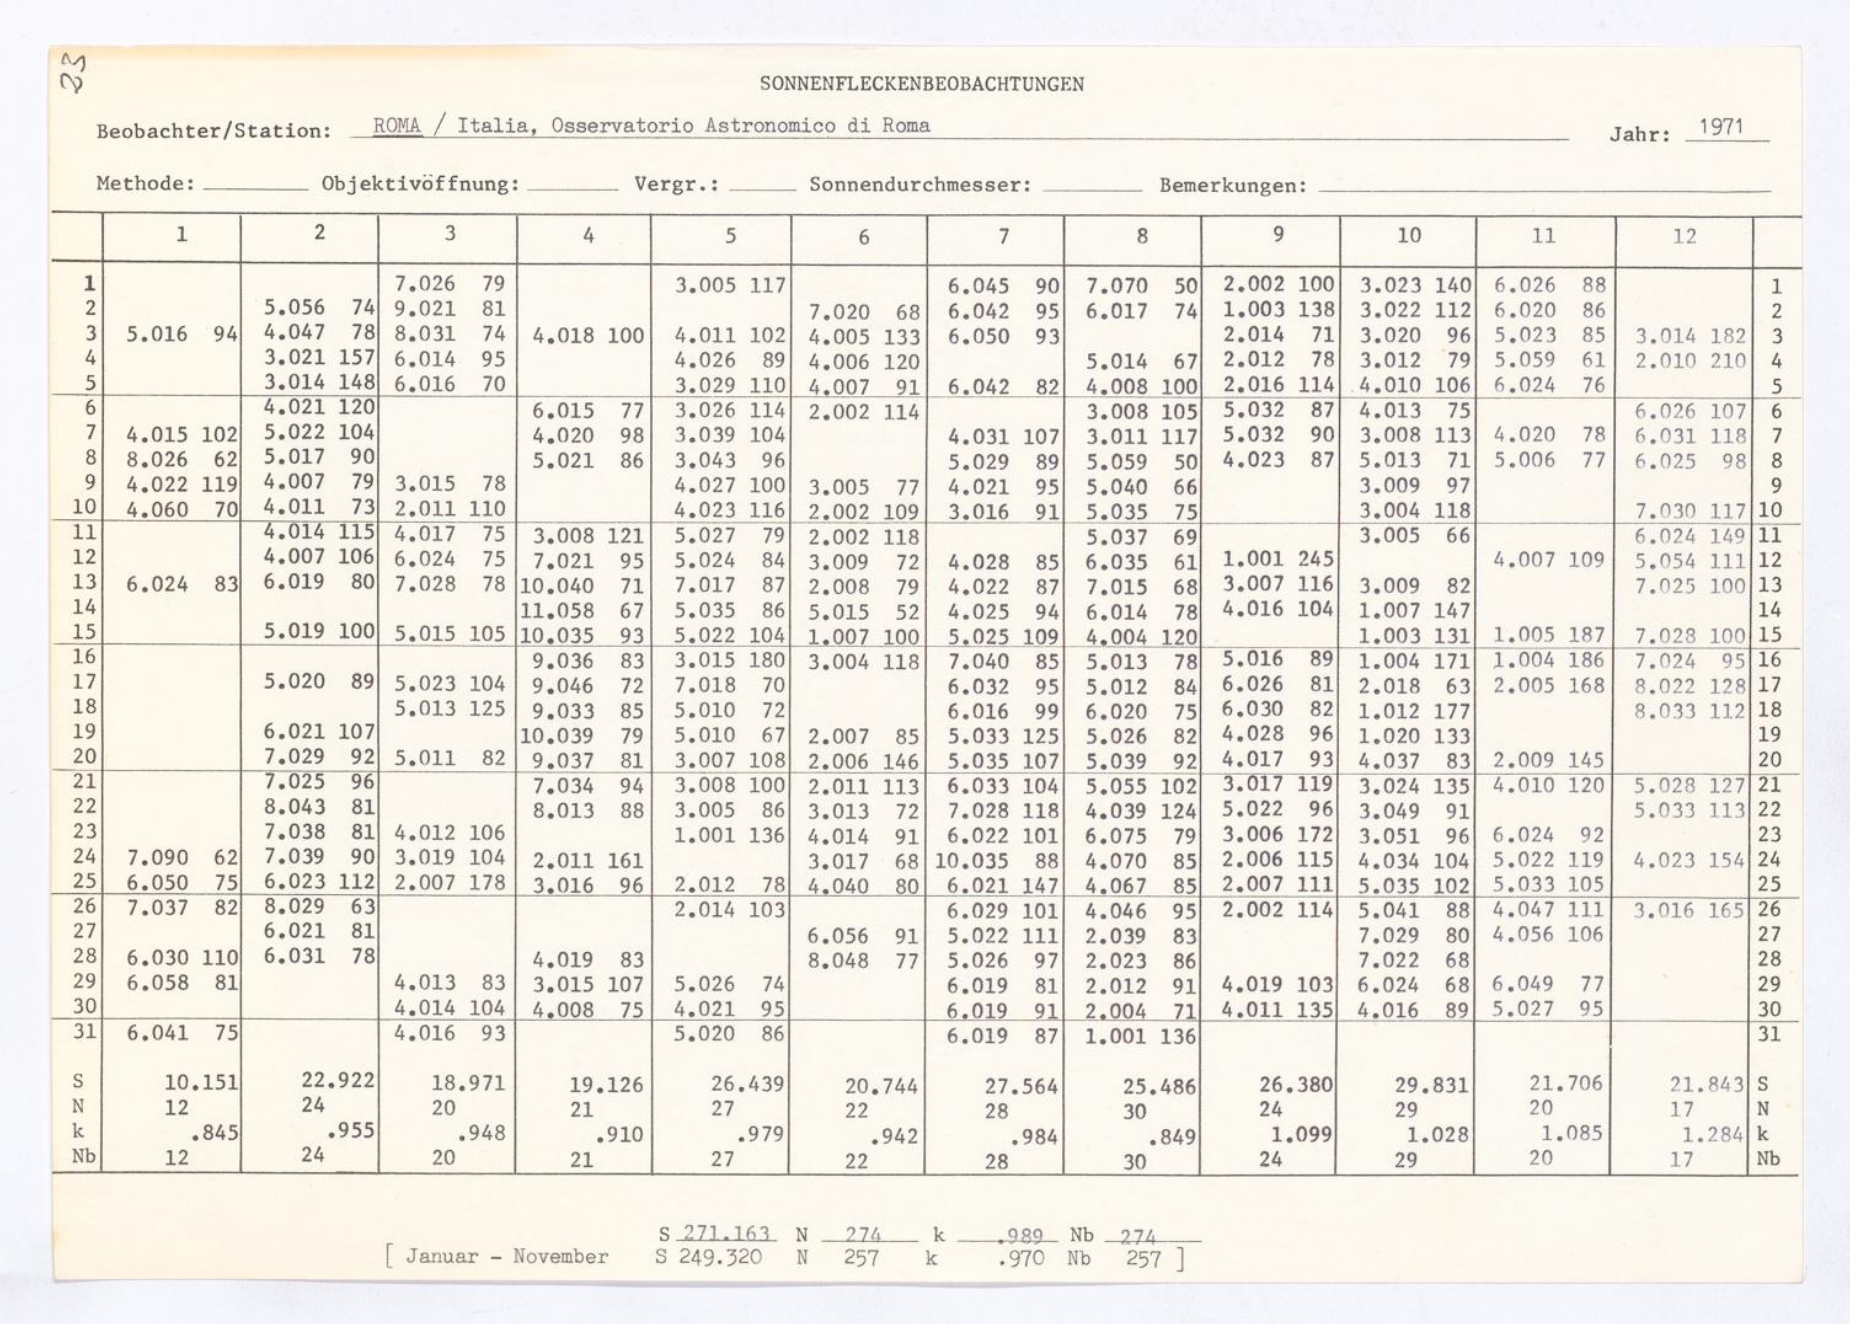 23
SONNENFLECKENBEOBACHTUNGEN
Beobachter/Station: ROMA / Italia, Osservatorio Astronomico di Roma Jahr: 1971
Methode: Objektivöffnung: Vergr.: Sonnendurchmesser: Bemerkungen:
1 2 3 4 5 6 7 8 9 10 11 12
1 7.026 79 3.005 117 6.045 90 7.070 50 2.002 100 3.023 140 6.026 88 1
2 5.056 74 9.021 81 7.020 68 6.042 95 6.017 74 1.003 138 3.022 112 6.020 86 2
3 5.016 94 4.047 78 8.031 74 4.018 100 4.011 102 4.005 133 6.050 93 2.014 71 3.020 96 5.023 85 3.014 182 3
4 3.021 157 6.014 95 4.026 89 4.006 120 5.014 67 2.012 78 3.012 79 5.059 61 2.010 210 4
5 3.014 148 6.016 70 3.029 110 4.007 91 6.042 82 4.008 100 2.016 114 4.010 106 6.024 76 5
6 4.021 120 6.015 77 3.026 114 2.002 114 3.008 105 5.032 87 4.013 75 6.026 107 6
7 4.015 102 5.022 104 4.020 98 3.039 104 4.031 107 3.011 117 5.032 90 3.008 113 4.020 78 6.031 118 7
8 8.026 62 5.017 90 5.021 86 3.043 96 5.029 89 5.059 50 4.023 87 5.013 71 5.006 77 6.025 98 8
9 4.022 119 4.007 79 3.015 78 4.027 100 3.005 77 4.021 95 5.040 66 3.009 97 9
10 4.060 70 4.011 73 2.011 110 4.023 116 2.002 109 3.016 91 5.035 75 3.004 118 7.030 117 10
11 4.014 115 4.017 75 3.008 121 5.027 79 2.002 118 5.037 69 3.005 66 6.024 149 11
12 4.007 106 6.024 75 7.021 95 5.024 84 3.009 72 4.028 85 6.035 61 1.001 245 4.007 109 5.054 111 12
13 6.024 83 6.019 80 7.028 78 10.040 71 7.017 87 2.008 79 4.022 87 7.015 68 3.007 116 3.009 82 7.025 100 13
14 11.058 67 5.035 86 5.015 52 4.025 94 6.014 78 4.016 104 1.007 147 14
15 5.019 100 5.015 105 10.035 93 5.022 104 1.007 100 5.025 109 4.004 120 1.003 131 1.005 187 7.028 100 15
16 9.036 83 3.015 180 3.004 118 7.040 85 5.013 78 5.016 89 1.004 171 1.004 186 7.024 95 16
17 5.020 89 5.023 104 9.046 72 7.018 70 6.032 95 5.012 84 6.026 81 2.018 63 2.005 168 8.022 128 17
18 5.013 125 9.033 85 5.010 72 6.016 99 6.020 75 6.030 82 1.012 177 8.033 112 18
19 6.021 107 10.039 79 5.010 67 2.007 85 5.033 125 5.026 82 4.028 96 1.020 133 19
20 7.029 92 5.011 82 9.037 81 3.007 108 2.006 146 5.035 107 5.039 92 4.017 93 4.037 83 2.009 145 20
21 7.025 96 7.034 94 3.008 100 2.011 113 6.033 104 5.055 102 3.017 119 3.024 135 4.010 120 5.028 127 21
22 8.043 81 8.013 88 3.005 86 3.013 72 7.028 118 4.039 124 5.022 96 3.049 91 5.033 113 22
23 7.038 81 4.012 106 1.001 136 4.014 91 6.022 101 6.075 79 3.006 172 3.051 96 6.024 92 23
24 7.090 62 7.039 90 3.019 104 2.011 161 3.017 68 10.035 88 4.070 85 2.006 115 4.034 104 5.022 119 4.023 154 24
25 6.050 75 6.023 112 2.007 178 3.016 96 2.012 78 4.040 80 6.021 147 4.067 85 2.007 111 5.035 102 5.033 105 25
26 7.037 82 8.029 63 2.014 103 6.029 101 4.046 95 2.002 114 5.041 88 4.047 111 3.016 165 26
27 6.021 81 6.056 91 5.022 111 2.039 83 7.029 80 4.056 106 27
28 6.030 110 6.031 78 4.019 83 8.048 77 5.026 97 2.023 86 7.022 68 28
29 6.058 81 4.013 83 3.015 107 5.026 74 6.019 81 2.012 91 4.019 103 6.024 68 6.049 77 29
30 4.014 104 4.008 75 4.021 95 6.019 91 2.004 71 4.011 135 4.016 89 5.027 95 30
31 6.041 75 4.016 93 5.020 86 6.019 87 1.001 136 31
S 10.151 22.922 18.971 19.126 26.439 20.744 27.564 25.486 26.380 29.831 21.706 21.843 S
N 12 24 20 21 27 22 28 30 24 29 20 17 N
k .845 .955 .948 .910 .979 .942 .984 .849 1.099 1.028 1.085 1.284 k
Nb 12 24 20 21 27 22 28 30 24 29 20 17 Nb
S 271.163 N 274 k .989 Nb 274
[ Januar - November S 249.320 N 257 k .970 Nb 257 ]